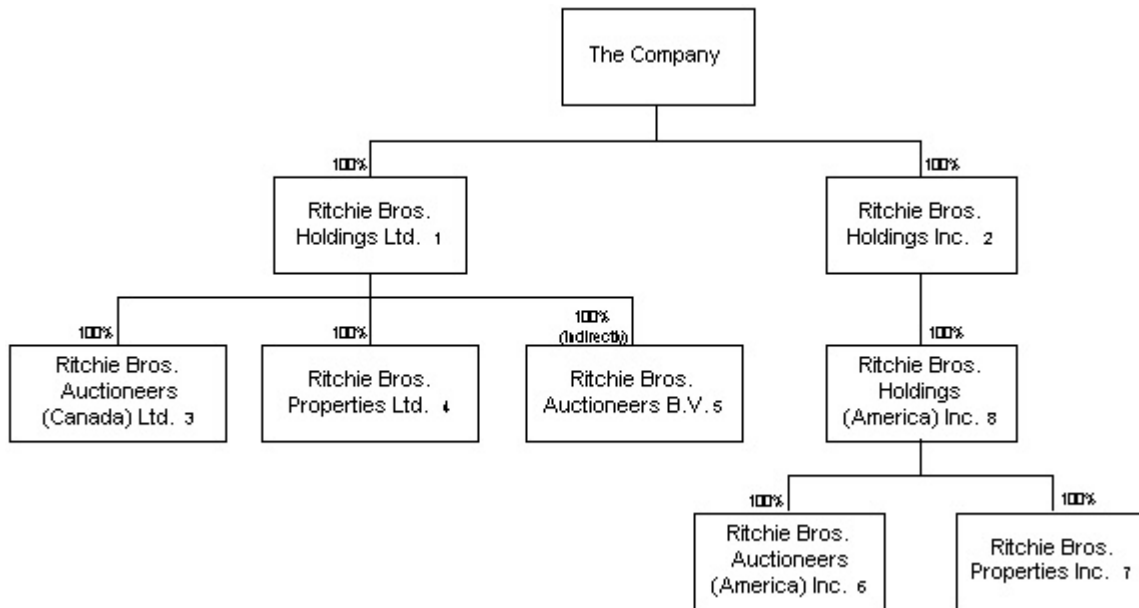 The Company
100%
100%
Ritchie Bros.
Holdings Ltd. 1
Ritchie Bros.
Holdings Inc. 2
100%
100%
100%
(Indirectly)
100%
Ritchie Bros.
Auctioneers
(Canada) Ltd. 3
Ritchie Bros.
Properties Ltd. 4
Ritchie Bros.
Auctioneers B.V. 5
Ritchie Bros.
Holdings
(America) Inc. 8
100%
100%
Ritchie Bros.
Auctioneers
(America) Inc. 6
Ritchie Bros.
Properties Inc. 7